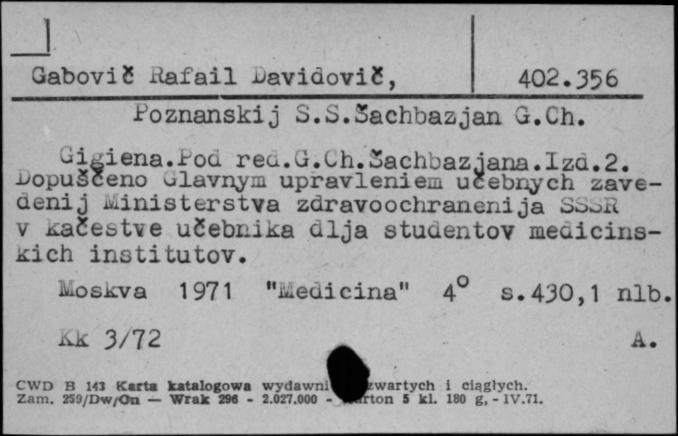 Gabovič Rafail Davidovič, 402.356
Poznanskij S.S.Šachbazjan G.Ch.
Gigiena.Pod red.G.Ch.Šachbazjana.Izd.2.
Dopuščeno Glavnym upravleniem učebnych zave-
denij Ministerstva zdravoochranenija SSSR
v kačestve učebnika dlja studentov medicins-
kich institutov.
Moskva 1971 "Medicina" 4° s.430,1 nlb.
Kk 3/72 A.
CWD B 143 Karta katalogowa wydawni zwartych i ciągłych.
Zam. 259/Dw/On — Wrak 296 - 2.027.000 - Karton 5 kl. 180 g, - IV.71.